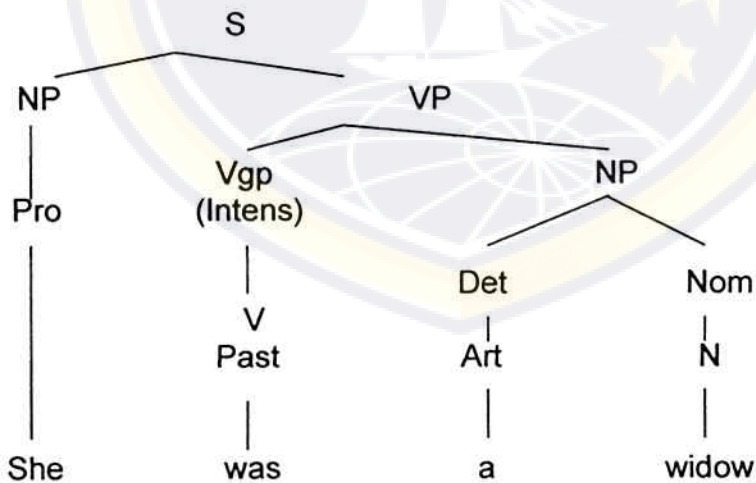 S
NP VP
Vgp NP
Pro (Intens)
Det Nom
V
Past Art N
She was a widow